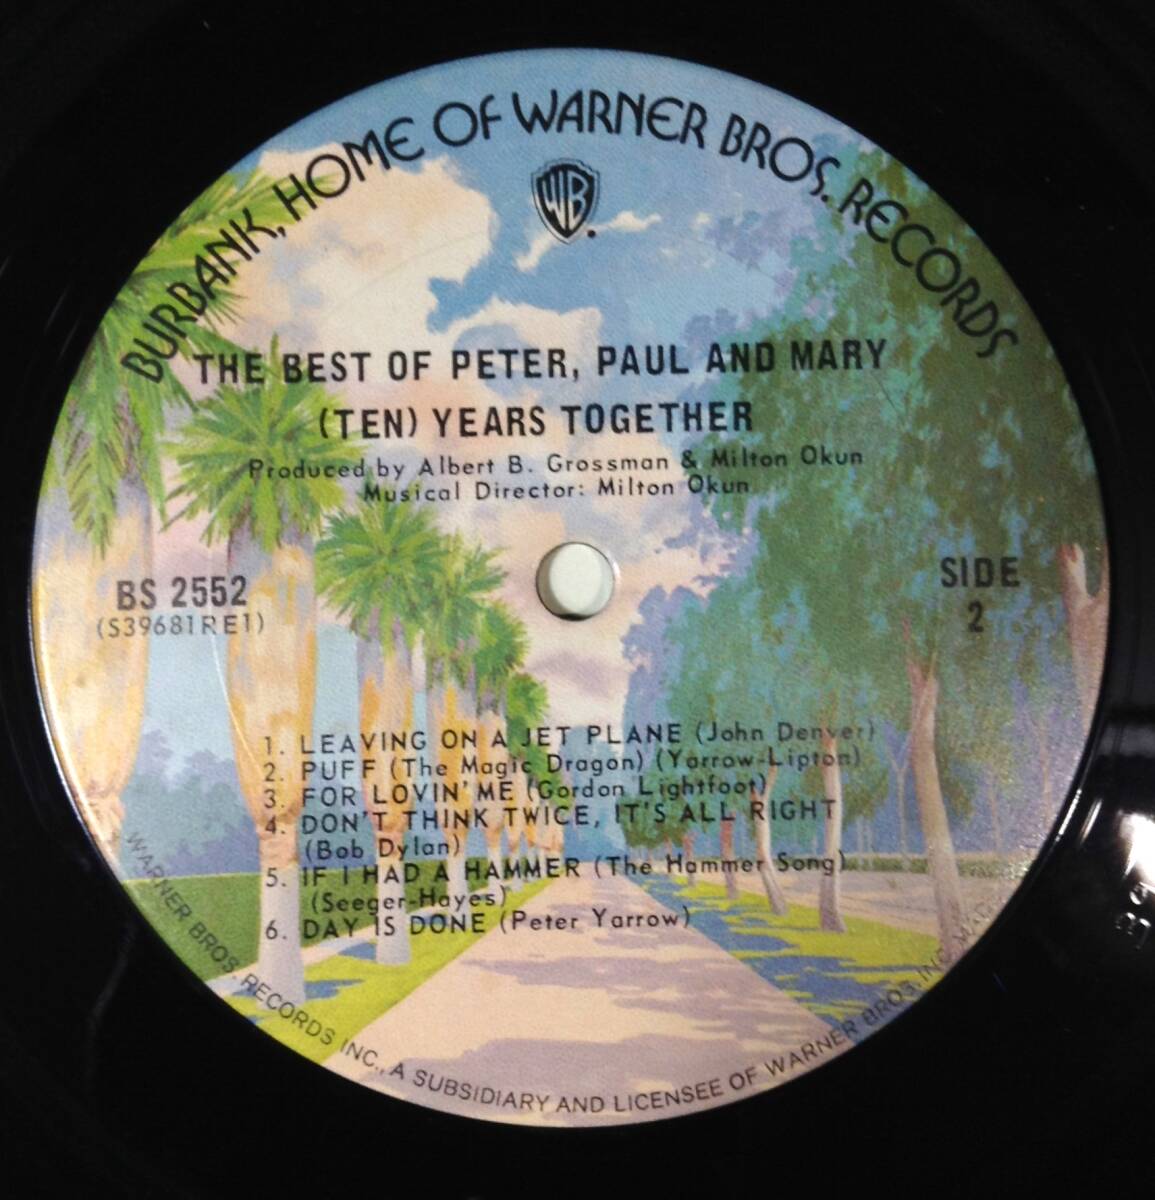 BURBANK, HOME OF WARNER BROS. RECORDS
WB
THE BEST OF PETER, PAUL AND MARY
(TEN) YEARS TOGETHER
Produced by Albert B. Grossman & Milton Okun
Musical Director: Milton Okun
BS 2552
(S39681RE1)
SIDE
2
1. LEAVING ON A JET PLANE (John Denver)
2. PUFF (The Magic Dragon) (Yarrow-Lipton)
3. FOR LOVIN' ME (Gordon Lightfoot)
4. DON'T THINK TWICE, IT'S ALL RIGHT
(Bob Dylan)
5. IF I HAD A HAMMER (The Hammer Song)
(Seeger-Hayes)
6. DAY IS DONE (Peter Yarrow)
WARNER BROS. RECORDS INC., A SUBSIDIARY AND LICENSEE OF WARNER BROS. INC.